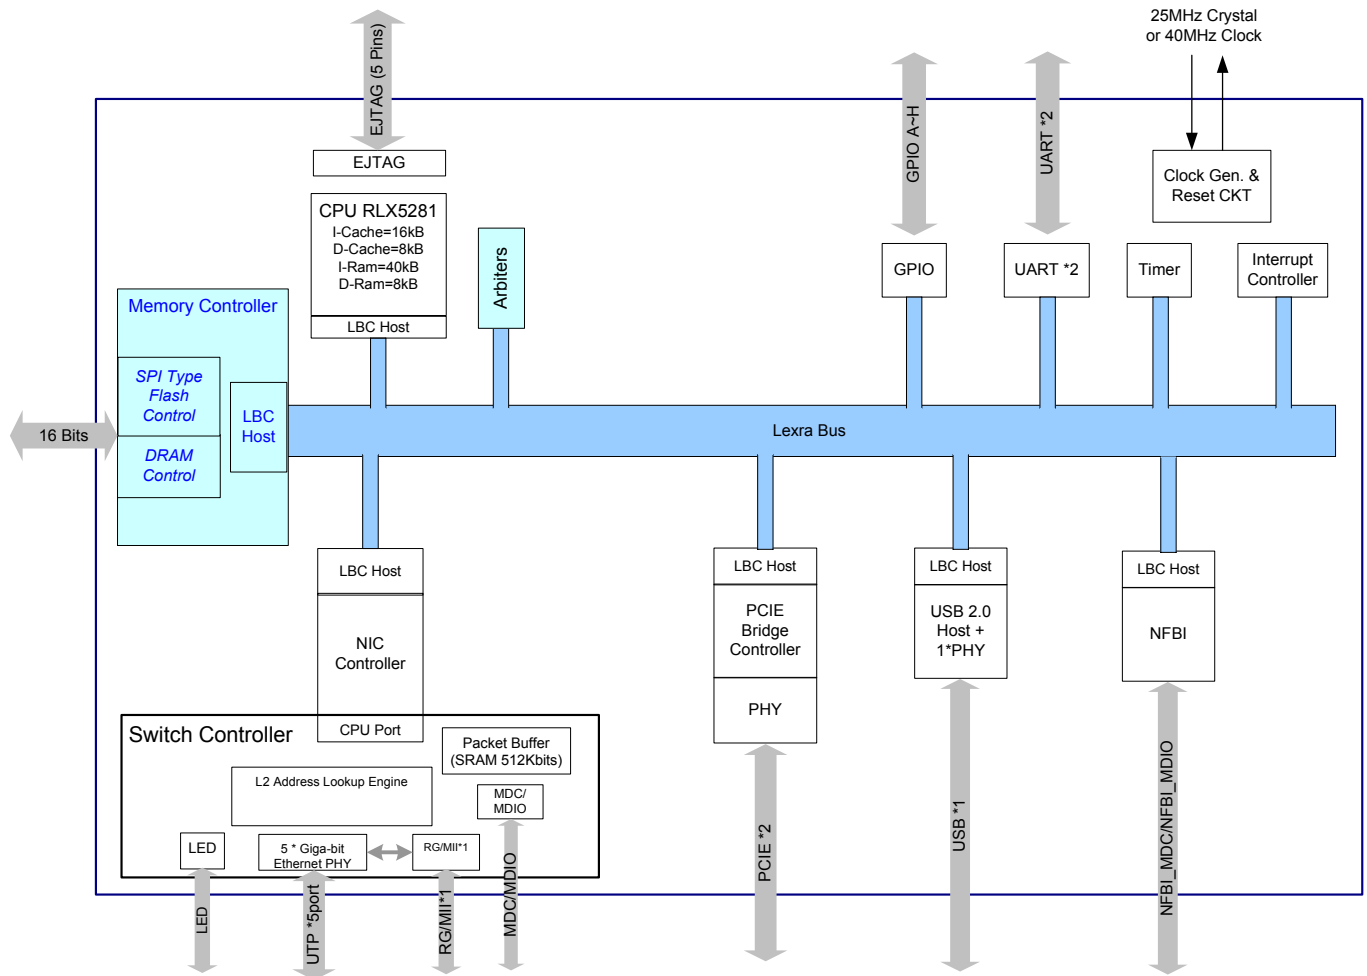 25MHz Crystal
or 40MHz Clock
EJTAG (5 Pins)
GPIO A~H
UART *2
EJTAG
Clock Gen. &
Reset CKT
CPU RLX5281
I-Cache=16kB
D-Cache=8kB
I-Ram=40kB
D-Ram=8kB
LBC Host
Arbiters
GPIO
UART *2
Timer
Interrupt
Controller
Memory Controller
SPI Type
Flash
Control
LBC
Host
DRAM
Control
16 Bits
Lexra Bus
LBC Host
NIC
Controller
CPU Port
LBC Host
PCIE
Bridge
Controller
PHY
LBC Host
USB 2.0
Host +
1*PHY
LBC Host
NFBI
Switch Controller
Packet Buffer
(SRAM 512Kbits)
L2 Address Lookup Engine
MDC/
MDIO
LED
5 * Giga-bit
Ethernet PHY
RG/MII*1
LED
UTP *5port
RG/MII*1
MDC/MDIO
PCIE *2
USB *1
NFBI_MDC/NFBI_MDIO